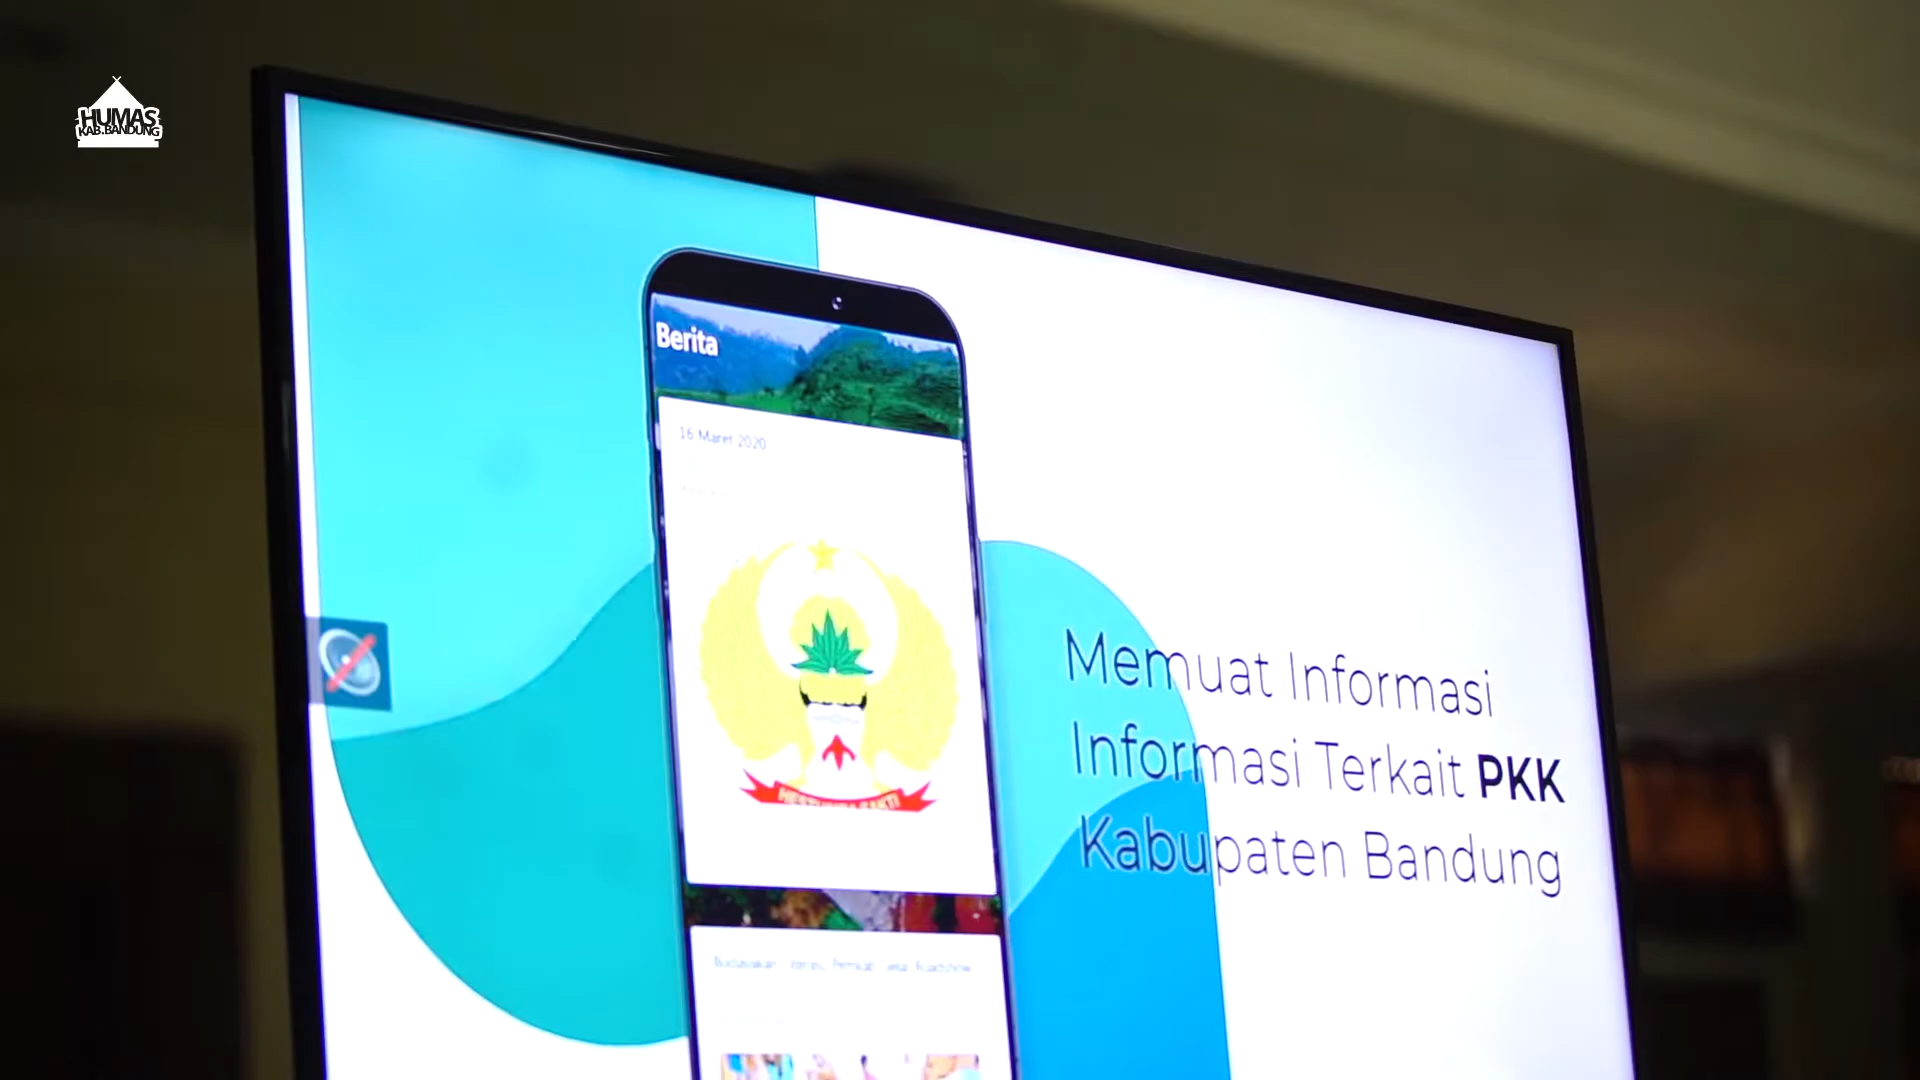 HUMAS
KAB.BANDUNG
Berita
16 Maret 2020
Memuat Informasi
Informasi Terkait PKK
Kabupaten Bandung